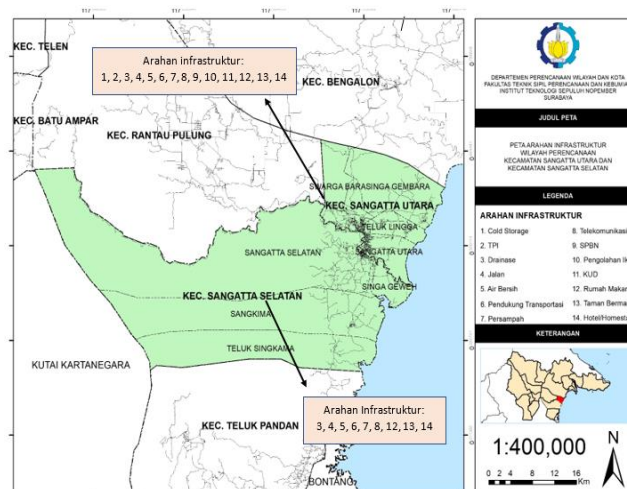 KEC. TELEN
Arahan infrastruktur:
1, 2, 3, 4, 5, 6, 7, 8, 9, 10, 11, 12, 13, 14
KEC. BENGALON
KEC. BATU AMPAR
KEC. RANTAU PULUNG
SWARGA BARA
SINGA GEMBARA
KEC. SANGATTA UTARA
TELUK LINGGA
SANGATTA SELATAN
SANGATTA UTARA
SINGA GEWEH
KEC. SANGATTA SELATAN
SANGKIMA
TELUK SINGKAMA
KUTAI KARTANEGARA
Arahan Infrastruktur:
3, 4, 5, 6, 7, 8, 12, 13, 14
KEC. TELUK PANDAN
BONTANG
DEPARTEMEN PERENCANAAN WILAYAH DAN KOTA
FAKULTAS TEKNIK SIPIL PERENCANAAN DAN KEBUMIA
INSTITUT TEKNOLOGI SEPULUH NOPEMBER
SURABAYA
JUDUL PETA
PETA ARAHAN INFRASTRUKTUR
WILAYAH PERENCANAAN
KECAMATAN SANGATTA UTARA DAN
KECAMATAN SANGATTA SELATAN
LEGENDA
ARAHAN INFRASTRUKTUR
1. Cold Storage
2. TPI
3. Drainase
4. Jalan
5. Air Bersih
6. Pendukung Transportasi
7. Persampah
8. Telekomunikasi
9. SPBN
10. Pengolahan Ik
11. KUD
12. Rumah Makan
13. Taman Berma
14. Hotel/Homesta
KETERANGAN
1:400,000
N
0 2 4 8 12 16
Km